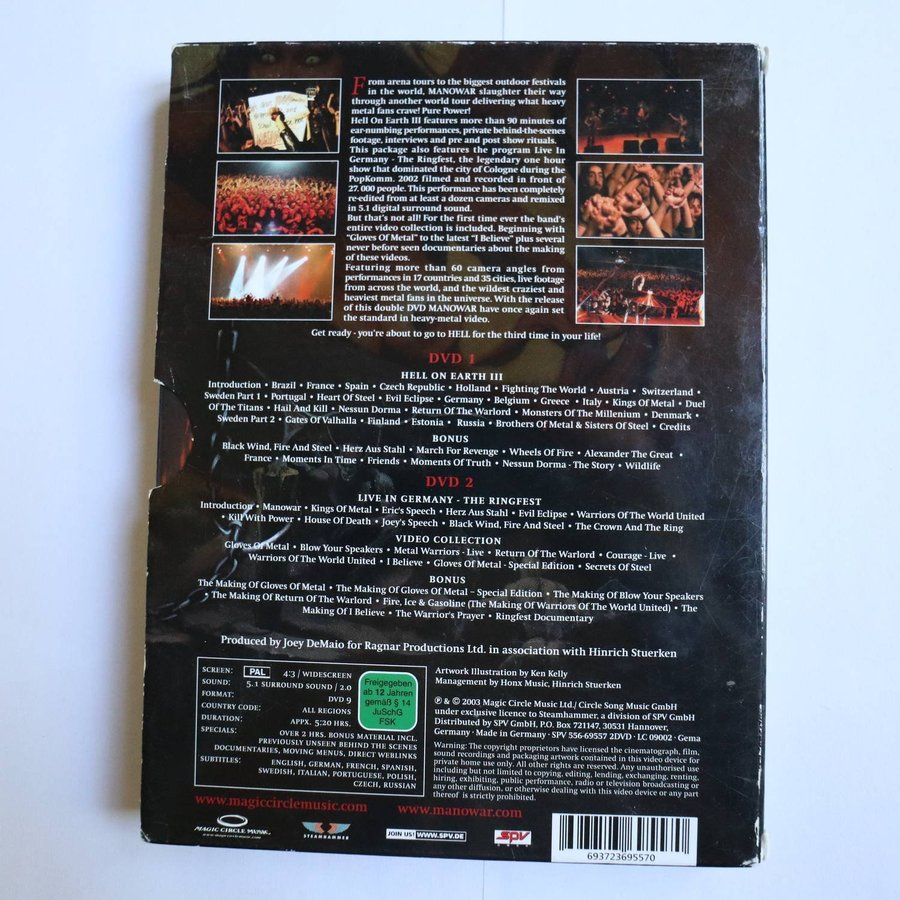 From arena tours to the biggest outdoor festivals
in the world, MANOWAR slaughter their way
through another world tour delivering what heavy
metal fans crave! Pure Power!
Hell On Earth III features more than 90 minutes of
ear-numbing performances, private behind-the-scenes
footage, interviews and pre and post show rituals.
This package also features the program Live In
Germany - The Ringfest, the legendary one hour
show that dominated the city of Cologne during the
PopKomm. 2002 filmed and recorded in front of
27. 000 people. This performance has been completely
re-edited from at least a dozen cameras and remixed
in 5.1 digital surround sound.
But that's not all! For the first time ever the band's
entire video collection is included. Beginning with
"Gloves Of Metal" to the latest "I Believe" plus several
never before seen documentaries about the making
of these videos.
Featuring more than 60 camera angles from
performances in 17 countries and 35 cities, live footage
from across the world, and the wildest craziest and
heaviest metal fans in the universe. With the release
of this double DVD MANOWAR have once again set
the standard in heavy-metal video.
Get ready - you're about to go to HELL for the third time in your life!
DVD 1
HELL ON EARTH III
Introduction • Brazil • France • Spain • Czech Republic • Holland • Fighting The World • Austria • Switzerland •
Sweden Part 1 • Portugal • Heart Of Steel • Evil Eclipse • Germany • Belgium • Greece • Italy • Kings Of Metal • Duel
Of The Titans • Hail And Kill • Nessun Dorma • Return Of The Warlord • Monsters Of The Millenium • Denmark •
Sweden Part 2 • Gates Of Valhalla • Finland • Estonia • Russia • Brothers Of Metal & Sisters Of Steel • Credits
BONUS
Black Wind, Fire And Steel • Herz Aus Stahl • March For Revenge • Wheels Of Fire • Alexander The Great •
France • Moments In Time • Friends • Moments Of Truth • Nessun Dorma - The Story • Wildlife
DVD 2
LIVE IN GERMANY - THE RINGFEST
Introduction • Manowar • Kings Of Metal • Eric's Speech • Herz Aus Stahl • Evil Eclipse • Warriors Of The World United
• Kill With Power • House Of Death • Joey's Speech • Black Wind, Fire And Steel • The Crown And The Ring
VIDEO COLLECTION
Gloves Of Metal • Blow Your Speakers • Metal Warriors - Live • Return Of The Warlord • Courage - Live •
Warriors Of The World United • I Believe • Gloves Of Metal - Special Edition • Secrets Of Steel
BONUS
The Making Of Gloves Of Metal • The Making Of Gloves Of Metal – Special Edition • The Making Of Blow Your Speakers
• The Making Of Return Of The Warlord • Fire, Ice & Gasoline (The Making Of Warriors Of The World United) • The
Making Of I Believe • The Warrior's Prayer • Ringfest Documentary
Produced by Joey DeMaio for Ragnar Productions Ltd. in association with Hinrich Stuerken
SCREEN: PAL 4:3 / WIDESCREEN
SOUND: 5.1 SURROUND SOUND / 2.0
FORMAT: DVD 9
COUNTRY CODE: ALL REGIONS
DURATION: APPX. 5:20 HRS.
SPECIALS: OVER 2 HRS. BONUS MATERIAL INCL.
PREVIOUSLY UNSEEN BEHIND THE SCENES
DOCUMENTARIES, MOVING MENUS, DIRECT WEBLINKS
SUBTITLES: ENGLISH, GERMAN, FRENCH, SPANISH,
SWEDISH, ITALIAN, PORTUGUESE, POLISH,
CZECH, RUSSIAN
Freigegeben
ab 12 Jahren
gemäß § 14
JuSchG
FSK
Artwork Illustration by Ken Kelly
Management by Honx Music, Hinrich Stuerken
℗ & © 2003 Magic Circle Music Ltd./ Circle Song Music GmbH
under exclusive licence to Steamhammer, a division of SPV GmbH
Distributed by SPV GmbH, P.O. Box 721147, 30531 Hannover,
Germany · Made in Germany · SPV 556-69557 2DVD · LC 09002 · Gema
Warning: The copyright proprietors have licensed the cinematograph, film,
sound recordings and packaging artwork contained in this video device for
private home use only. All other rights are reserved. Any unauthorised use
including but not limited to copying, editing, lending, exchanging, renting,
hiring, exhibiting, public performance, radio or television broadcasting or
any other diffusion, or otherwise dealing with this video device or any part
thereof is strictly prohibited.
www.magiccirclemusic.com www.manowar.com
MAGIC CIRCLE MUSIC
www.magiccirclemusic.com
STEAMHAMMER
JOIN US! WWW.SPV.DE
SPV
693723695570